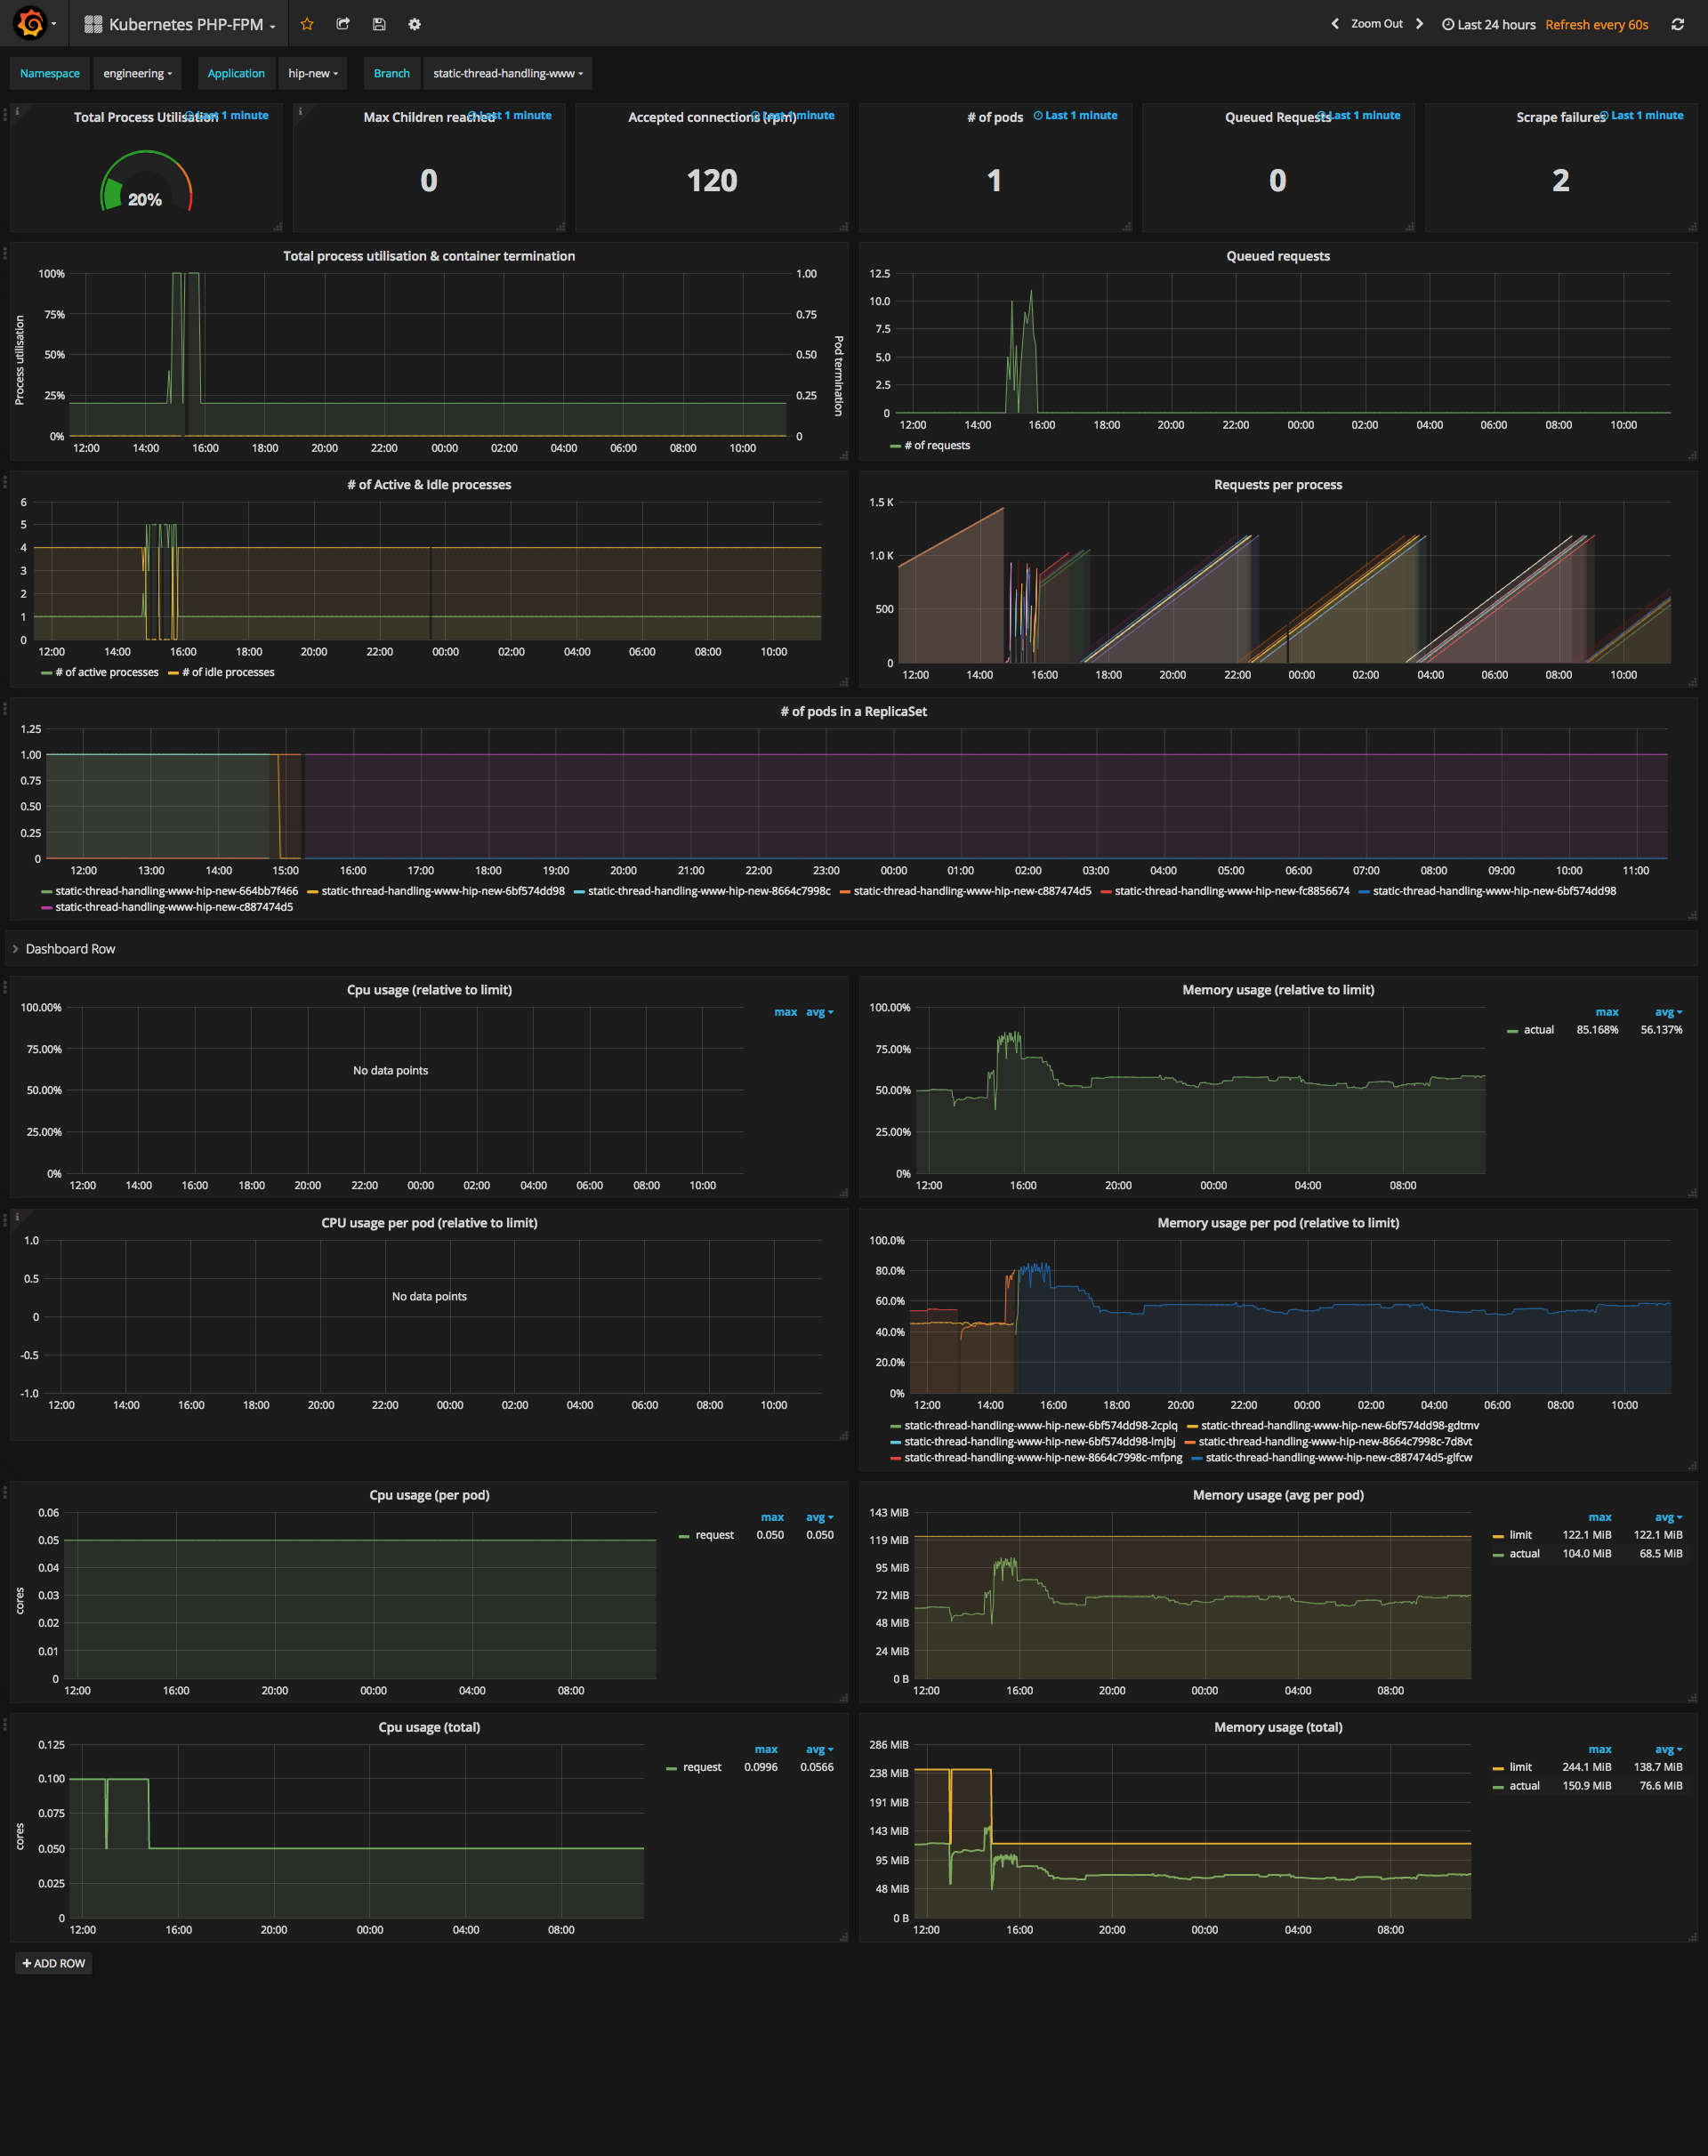 Kubernetes PHP-FPM
Zoom Out Last 24 hours Refresh every 60s
Namespace engineering Application hip-new Branch static-thread-handling-www
Total Process Utilisation Last 1 minute
20%
Max Children reached Last 1 minute
0
Accepted connections (rpm) Last 1 minute
120
# of pods Last 1 minute
1
Queued Requests Last 1 minute
0
Scrape failures Last 1 minute
2
Total process utilisation & container termination
Process utilisation
100% 1.00
75% 0.75
50% 0.50
25% 0.25
0% 0
Pod termination
12:00 14:00 16:00 18:00 20:00 22:00 00:00 02:00 04:00 06:00 08:00 10:00
Queued requests
12.5
10.0
7.5
5.0
2.5
0
12:00 14:00 16:00 18:00 20:00 22:00 00:00 02:00 04:00 06:00 08:00 10:00
# of requests
# of Active & Idle processes
6
5
4
3
2
1
0
12:00 14:00 16:00 18:00 20:00 22:00 00:00 02:00 04:00 06:00 08:00 10:00
# of active processes # of idle processes
Requests per process
1.5 K
1.0 K
500
0
12:00 14:00 16:00 18:00 20:00 22:00 00:00 02:00 04:00 06:00 08:00 10:00
# of pods in a ReplicaSet
1.25
1.00
0.75
0.50
0.25
0
12:00 13:00 14:00 15:00 16:00 17:00 18:00 19:00 20:00 21:00 22:00 23:00 00:00 01:00 02:00 03:00 04:00 05:00 06:00 07:00 08:00 09:00 10:00 11:00
static-thread-handling-www-hip-new-664bb7f466 static-thread-handling-www-hip-new-6bf574dd98 static-thread-handling-www-hip-new-8664c7998c static-thread-handling-www-hip-new-c887474d5 static-thread-handling-www-hip-new-fc8856674 static-thread-handling-www-hip-new-6bf574dd98
static-thread-handling-www-hip-new-c887474d5
Dashboard Row
Cpu usage (relative to limit)
max avg
100.00%
75.00%
50.00%
25.00%
0%
No data points
12:00 14:00 16:00 18:00 20:00 22:00 00:00 02:00 04:00 06:00 08:00 10:00
Memory usage (relative to limit)
max avg
actual 85.168% 56.137%
100.00%
75.00%
50.00%
25.00%
0%
12:00 16:00 20:00 00:00 04:00 08:00
CPU usage per pod (relative to limit)
1.0
0.5
0
-0.5
-1.0
No data points
12:00 14:00 16:00 18:00 20:00 22:00 00:00 02:00 04:00 06:00 08:00 10:00
Memory usage per pod (relative to limit)
100.0%
80.0%
60.0%
40.0%
20.0%
0%
12:00 14:00 16:00 18:00 20:00 22:00 00:00 02:00 04:00 06:00 08:00 10:00
static-thread-handling-www-hip-new-6bf574dd98-2cplq static-thread-handling-www-hip-new-6bf574dd98-gdtmv
static-thread-handling-www-hip-new-6bf574dd98-lmjbj static-thread-handling-www-hip-new-8664c7998c-7d8vt
static-thread-handling-www-hip-new-8664c7998c-mfpng static-thread-handling-www-hip-new-c887474d5-glfcw
Cpu usage (per pod)
max avg
request 0.050 0.050
cores
0.06
0.05
0.04
0.03
0.02
0.01
0
12:00 16:00 20:00 00:00 04:00 08:00
Memory usage (avg per pod)
max avg
limit 122.1 MiB 122.1 MiB
actual 104.0 MiB 68.5 MiB
143 MiB
119 MiB
95 MiB
72 MiB
48 MiB
24 MiB
0 B
12:00 16:00 20:00 00:00 04:00 08:00
Cpu usage (total)
max avg
request 0.0996 0.0566
cores
0.125
0.100
0.075
0.050
0.025
0
12:00 16:00 20:00 00:00 04:00 08:00
Memory usage (total)
max avg
limit 244.1 MiB 138.7 MiB
actual 150.9 MiB 76.6 MiB
286 MiB
238 MiB
191 MiB
143 MiB
95 MiB
48 MiB
0 B
12:00 16:00 20:00 00:00 04:00 08:00
ADD ROW